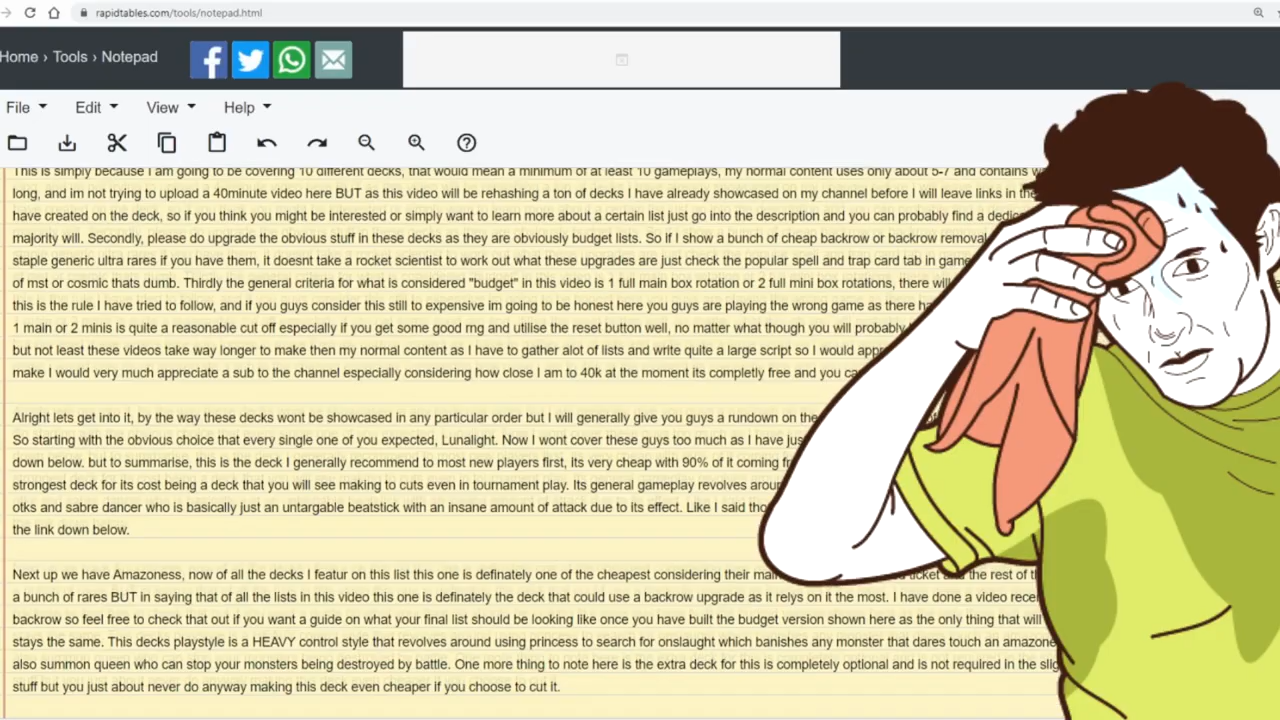 rapidtables.com/tools/notepad.html
Home › Tools › Notepad
File Edit View Help
This is simply because I am going to be covering 10 different decks, that would mean a minimum of at least 10 gameplays, my normal content uses only about 5-7 and contains
long, and im not trying to upload a 40minute video here BUT as this video will be rehashing a ton of decks I have already showcased on my channel before I will leave links in the
have created on the deck, so if you think you might be interested or simply want to learn more about a certain list just go into the description and you can probably find a
majority will. Secondly, please do upgrade the obvious stuff in these decks as they are obviously budget lists. So if I show a bunch of cheap backrow or backrow removal
staple generic ultra rares if you have them, it doesnt take a rocket scientist to work out what these upgrades are just check the popular spell and trap card tab in game
of mst or cosmic thats dumb. Thirdly the general criteria for what is considered "budget" in this video is 1 full main box rotation or 2 full mini box rotations, there
this is the rule I have tried to follow, and if you guys consider this still to expensive im going to be honest here you guys are playing the wrong game as there
1 main or 2 minis is quite a reasonable cut off especially if you get some good rng and utilise the reset button well, no matter what though you will probably
but not least these videos take way longer to make then my normal content as I have to gather alot of lists and write quite a large script so I would
make I would very much appreciate a sub to the channel especially considering how close I am to 40k at the moment its completly free and you
Alright lets get into it, by the way these decks wont be showcased in any particular order but I will generally give you guys a rundown on the
So starting with the obvious choice that every single one of you expected, Lunalight. Now I wont cover these guys too much as I have
down below. but to summarise, this is the deck I generally recommend to most new players first, its very cheap with 90% of it coming
strongest deck for its cost being a deck that you will see making to cuts even in tournament play. Its general gameplay revolves
otks and sabre dancer who is basically just an untargable beatstick with an insane amount of attack due to its effect. Like I said
the link down below.
Next up we have Amazoness, now of all the decks I featur on this list this one is definately one of the cheapest considering their the rest of
a bunch of rares BUT in saying that of all the lists in this video this one is definately the deck that could use a backrow upgrade as it relys on it the most. I have done a video
backrow so feel free to check that out if you want a guide on what your final list should be looking like once you have built the budget version shown here as the only thing that will
stays the same. This decks playstyle is a HEAVY control style that revolves around using princess to search for onslaught which banishes any monster that dares touch an
also summon queen who can stop your monsters being destroyed by battle. One more thing to note here is the extra deck for this is completely optional and is not required in the
stuff but you just about never do anyway making this deck even cheaper if you choose to cut it.